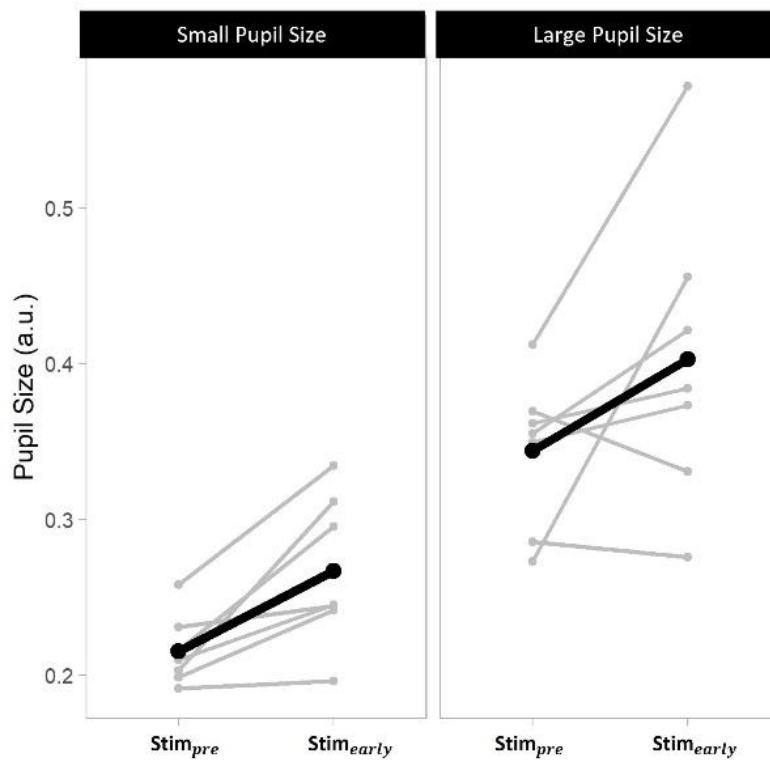 Small Pupil Size
Large Pupil Size
Pupil Size (a.u.)
0.5
0.4
0.3
0.2
Stimpre
Stimearly
Stimpre
Stimearly